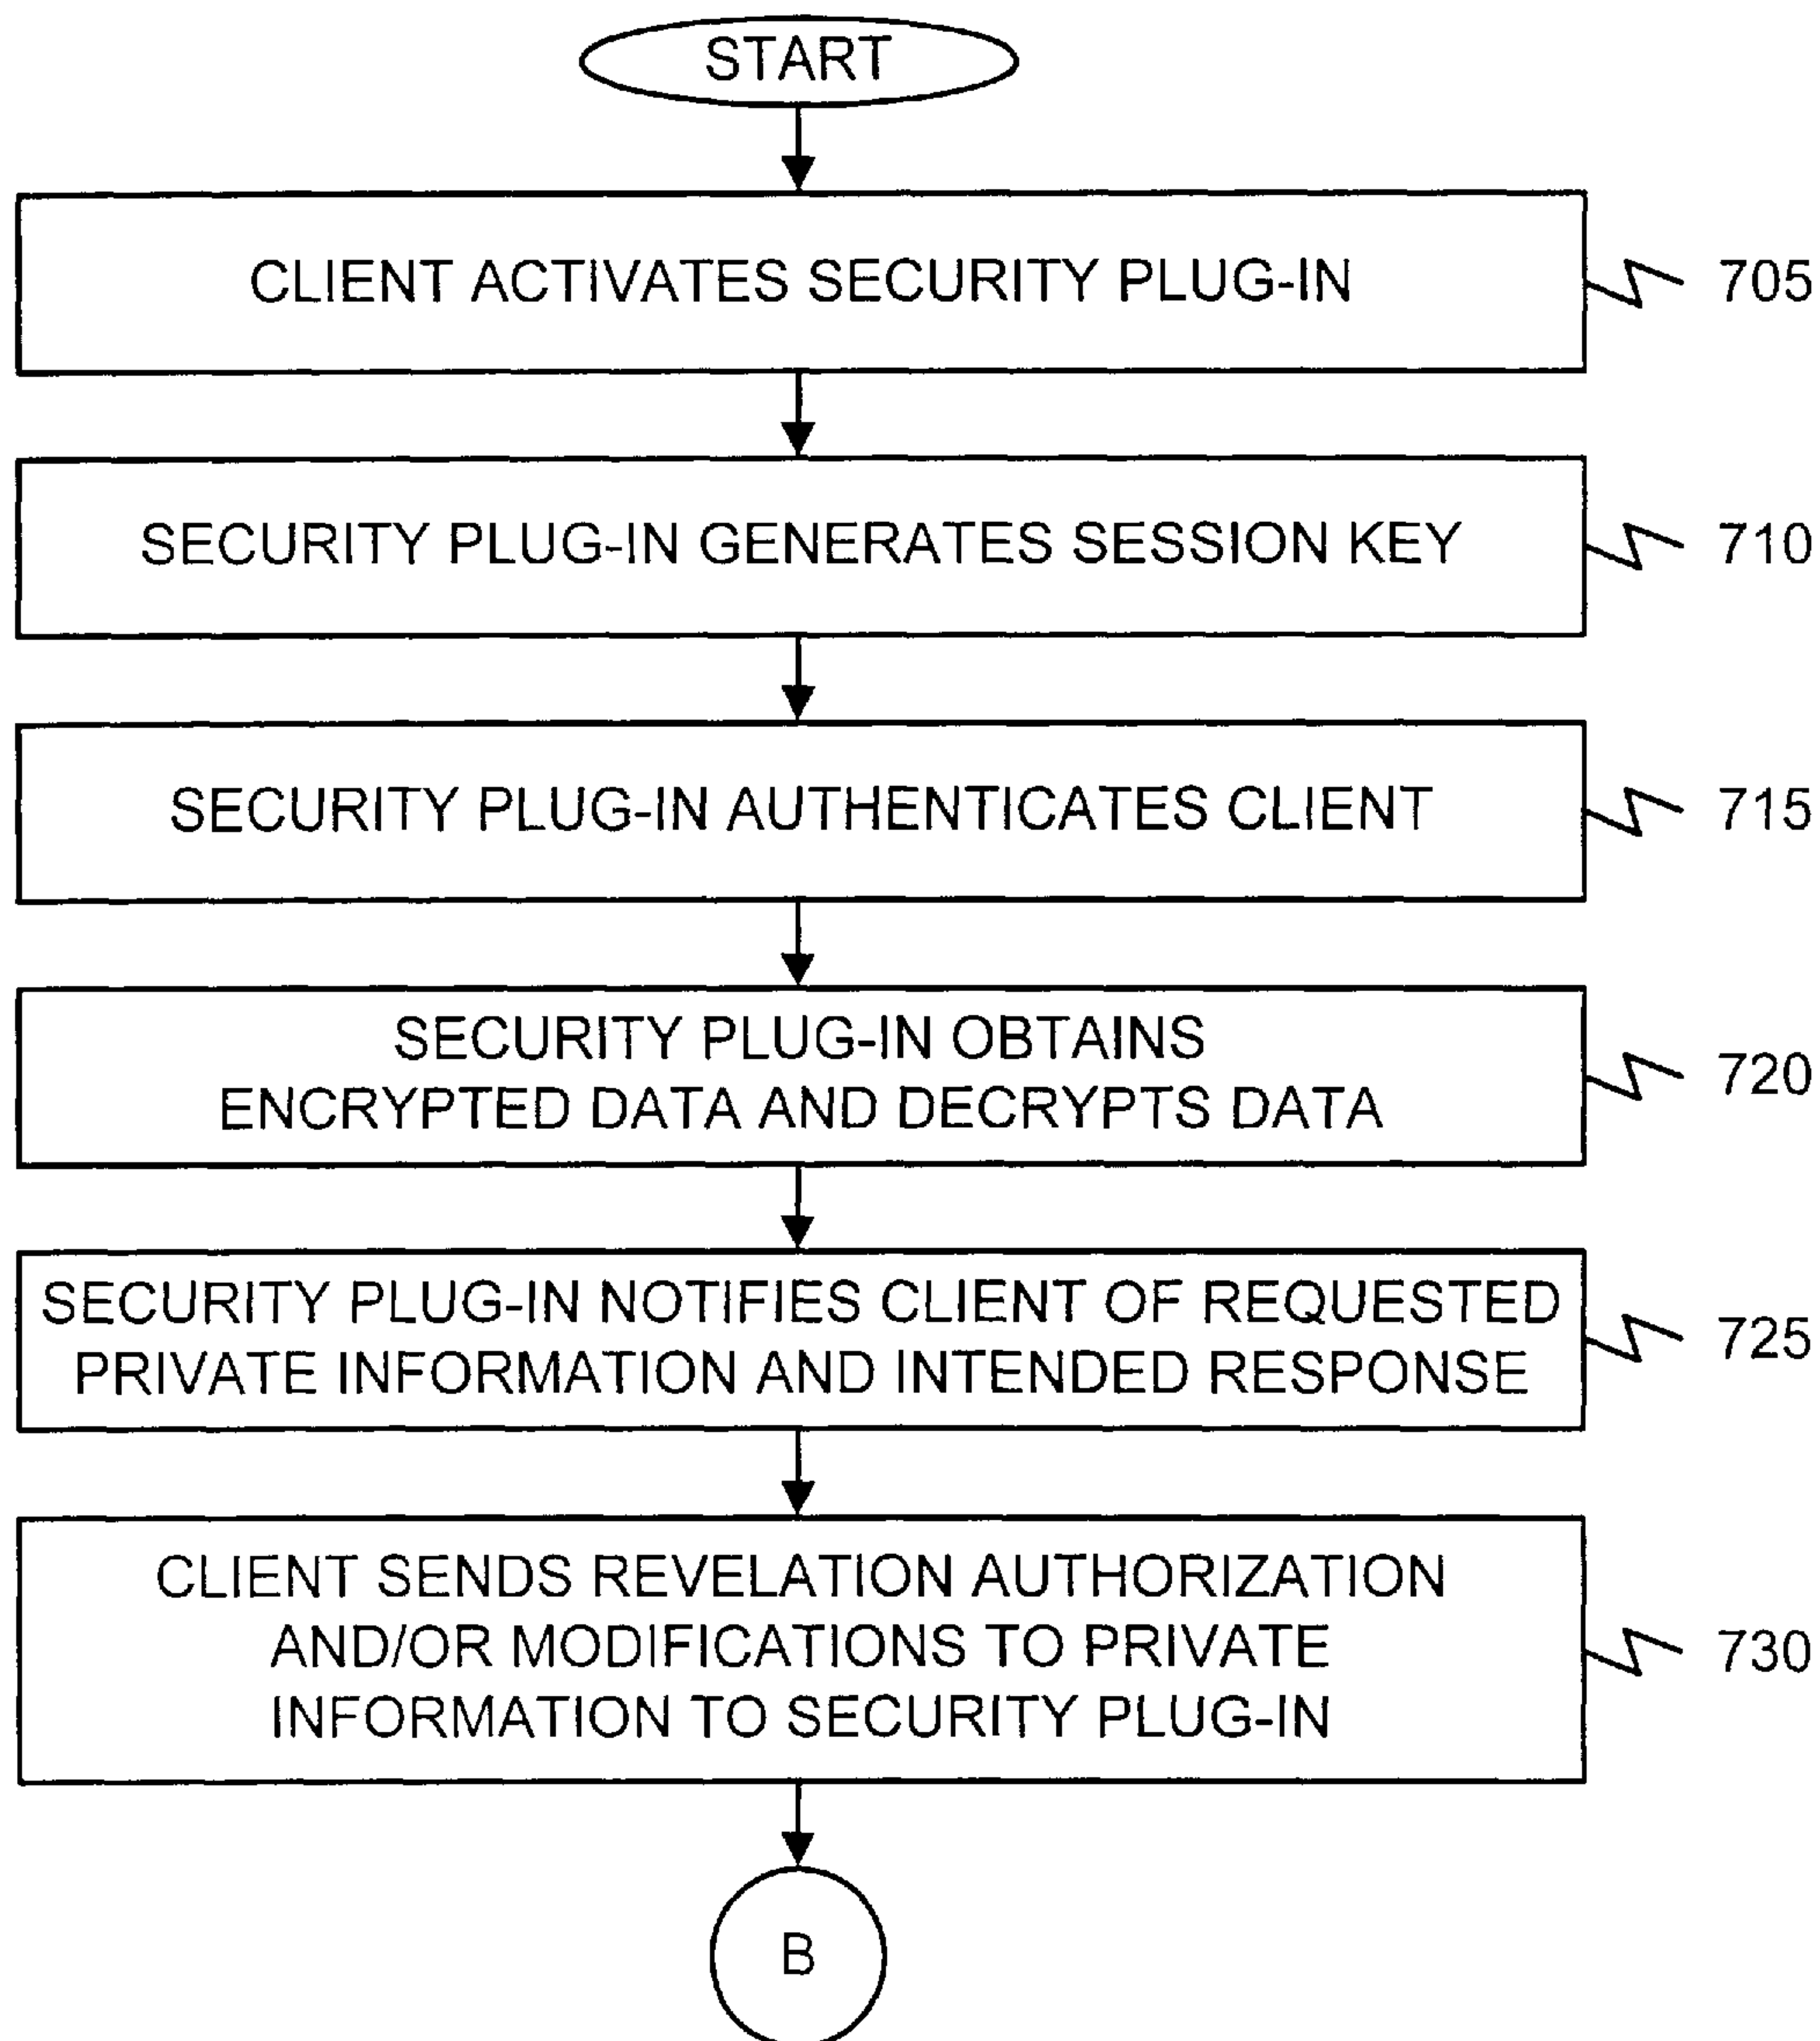 START
CLIENT ACTIVATES SECURITY PLUG-IN
705
SECURITY PLUG-IN GENERATES SESSION KEY
710
SECURITY PLUG-IN AUTHENTICATES CLIENT
715
SECURITY PLUG-IN OBTAINS
ENCRYPTED DATA AND DECRYPTS DATA
720
SECURITY PLUG-IN NOTIFIES CLIENT OF REQUESTED
PRIVATE INFORMATION AND INTENDED RESPONSE
725
CLIENT SENDS REVELATION AUTHORIZATION
AND/OR MODIFICATIONS TO PRIVATE
INFORMATION TO SECURITY PLUG-IN
730
B